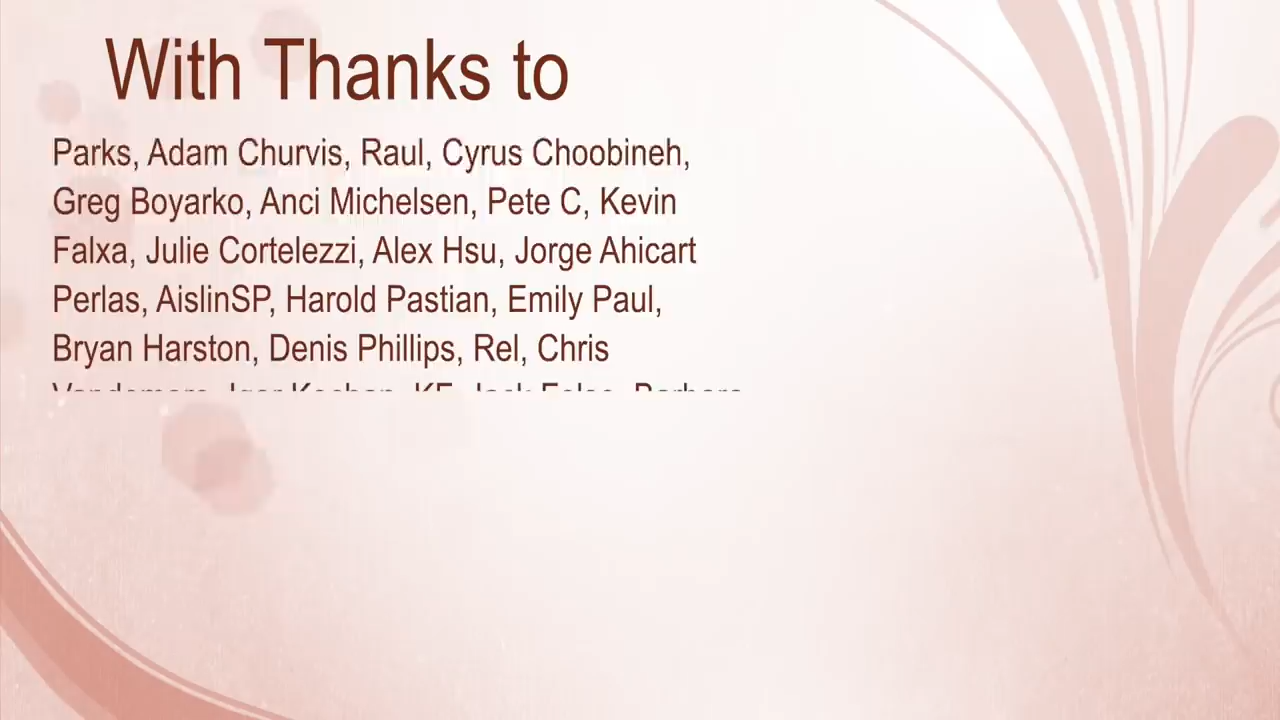 With Thanks to
Parks, Adam Churvis, Raul, Cyrus Choobineh,
Greg Boyarko, Anci Michelsen, Pete C, Kevin
Falxa, Julie Cortelezzi, Alex Hsu, Jorge Ahicart
Perlas, AislinSP, Harold Pastian, Emily Paul,
Bryan Harston, Denis Phillips, Rel, Chris